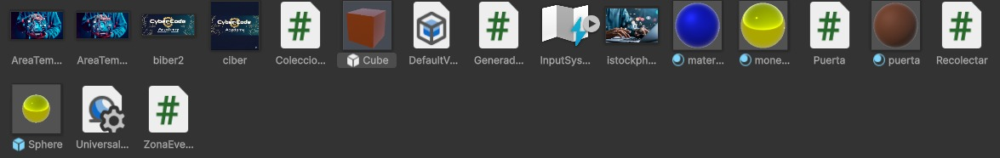 CyberCode
Academy
CyberCode
Academy
AreaTem...
AreaTem...
biber2
ciber
Coleccio...
Cube
DefaultV...
Generad...
InputSys...
istockph...
mater...
mone...
Puerta
puerta
Recolectar
Sphere
Universal...
ZonaEve...